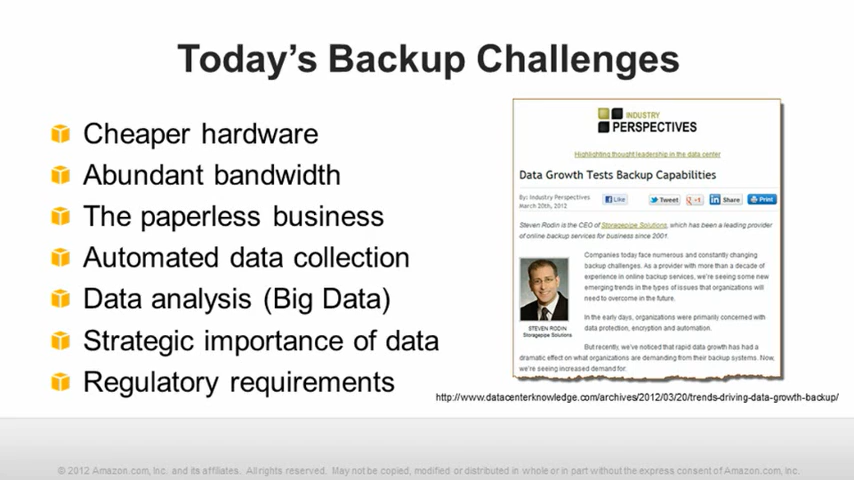 Today's Backup Challenges
Cheaper hardware
Abundant bandwidth
The paperless business
Automated data collection
Data analysis (Big Data)
Strategic importance of data
Regulatory requirements
INDUSTRY
PERSPECTIVES
Highlighting thought leadership in the data center
Data Growth Tests Backup Capabilities
By: Industry Perspectives
March 20th, 2012
Like
Tweet
+1
Share
Print
Steven Rodin is the CEO of Storagepipe Solutions, which has been a leading provider
of online backup services for business since 2001.
Companies today face numerous and constantly changing
backup challenges. As a provider with more than a decade of
experience in online backup services, we're seeing some new
emerging trends in the types of issues that organizations will
need to overcome in the future.
In the early days, organizations were primarily concerned with
data protection, encryption and automation.
STEVEN RODIN
Storagepipe Solutions
But recently, we've noticed that rapid data growth has had a
dramatic effect on what organizations are demanding from their backup systems. Now,
we're seeing increased demand for:
http://www.datacenterknowledge.com/archives/2012/03/20/trends-driving-data-growth-backup/
© 2012 Amazon.com, Inc. and its affiliates. All rights reserved. May not be copied, modified or distributed in whole or in part without the express consent of Amazon.com, Inc.